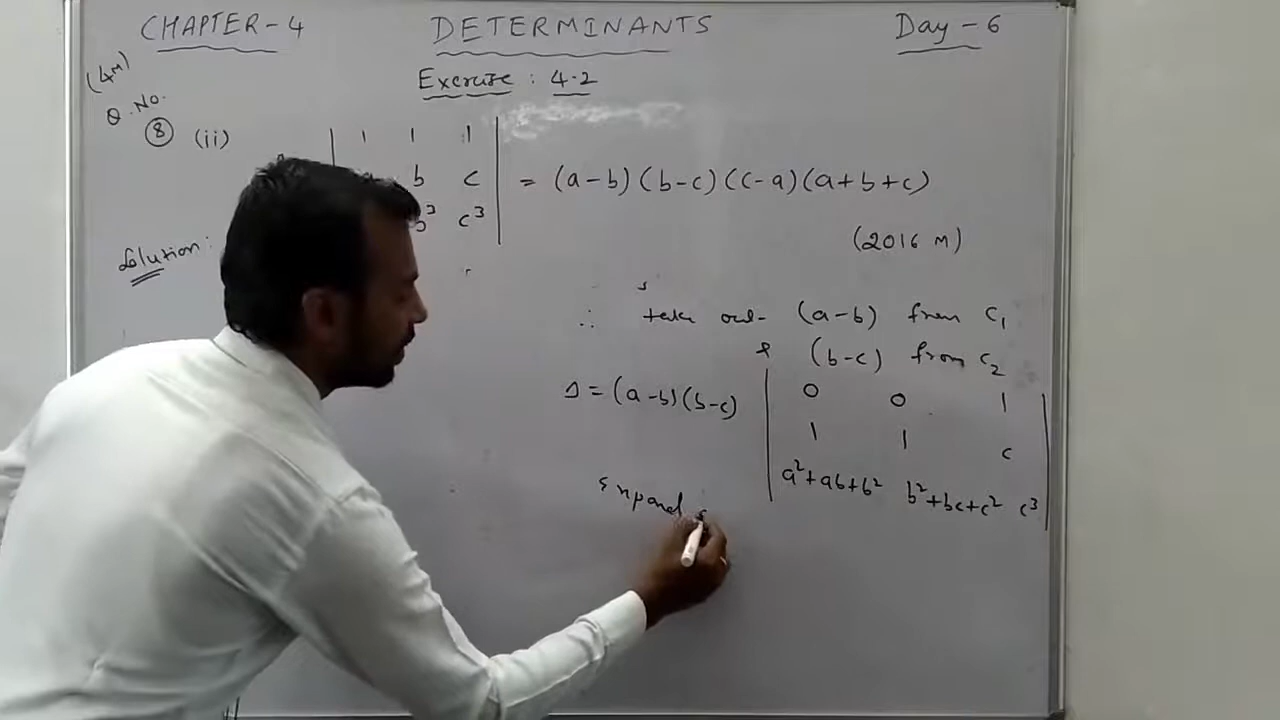 CHAPTER-4 DETERMINANTS Day - 6
Exercise : 4.2
(4M)
Q. No.
8 (ii)
1 1 1
b c = (a-b)(b-c)(c-a)(a+b+c)
b³ c³
(2016 M)
Solution:
∴ take out (a-b) from C₁
& (b-c) from C₂
Δ = (a-b)(b-c) 0 0 1
1 1 c
a²+ab+b² b²+bc+c² c³
Expand